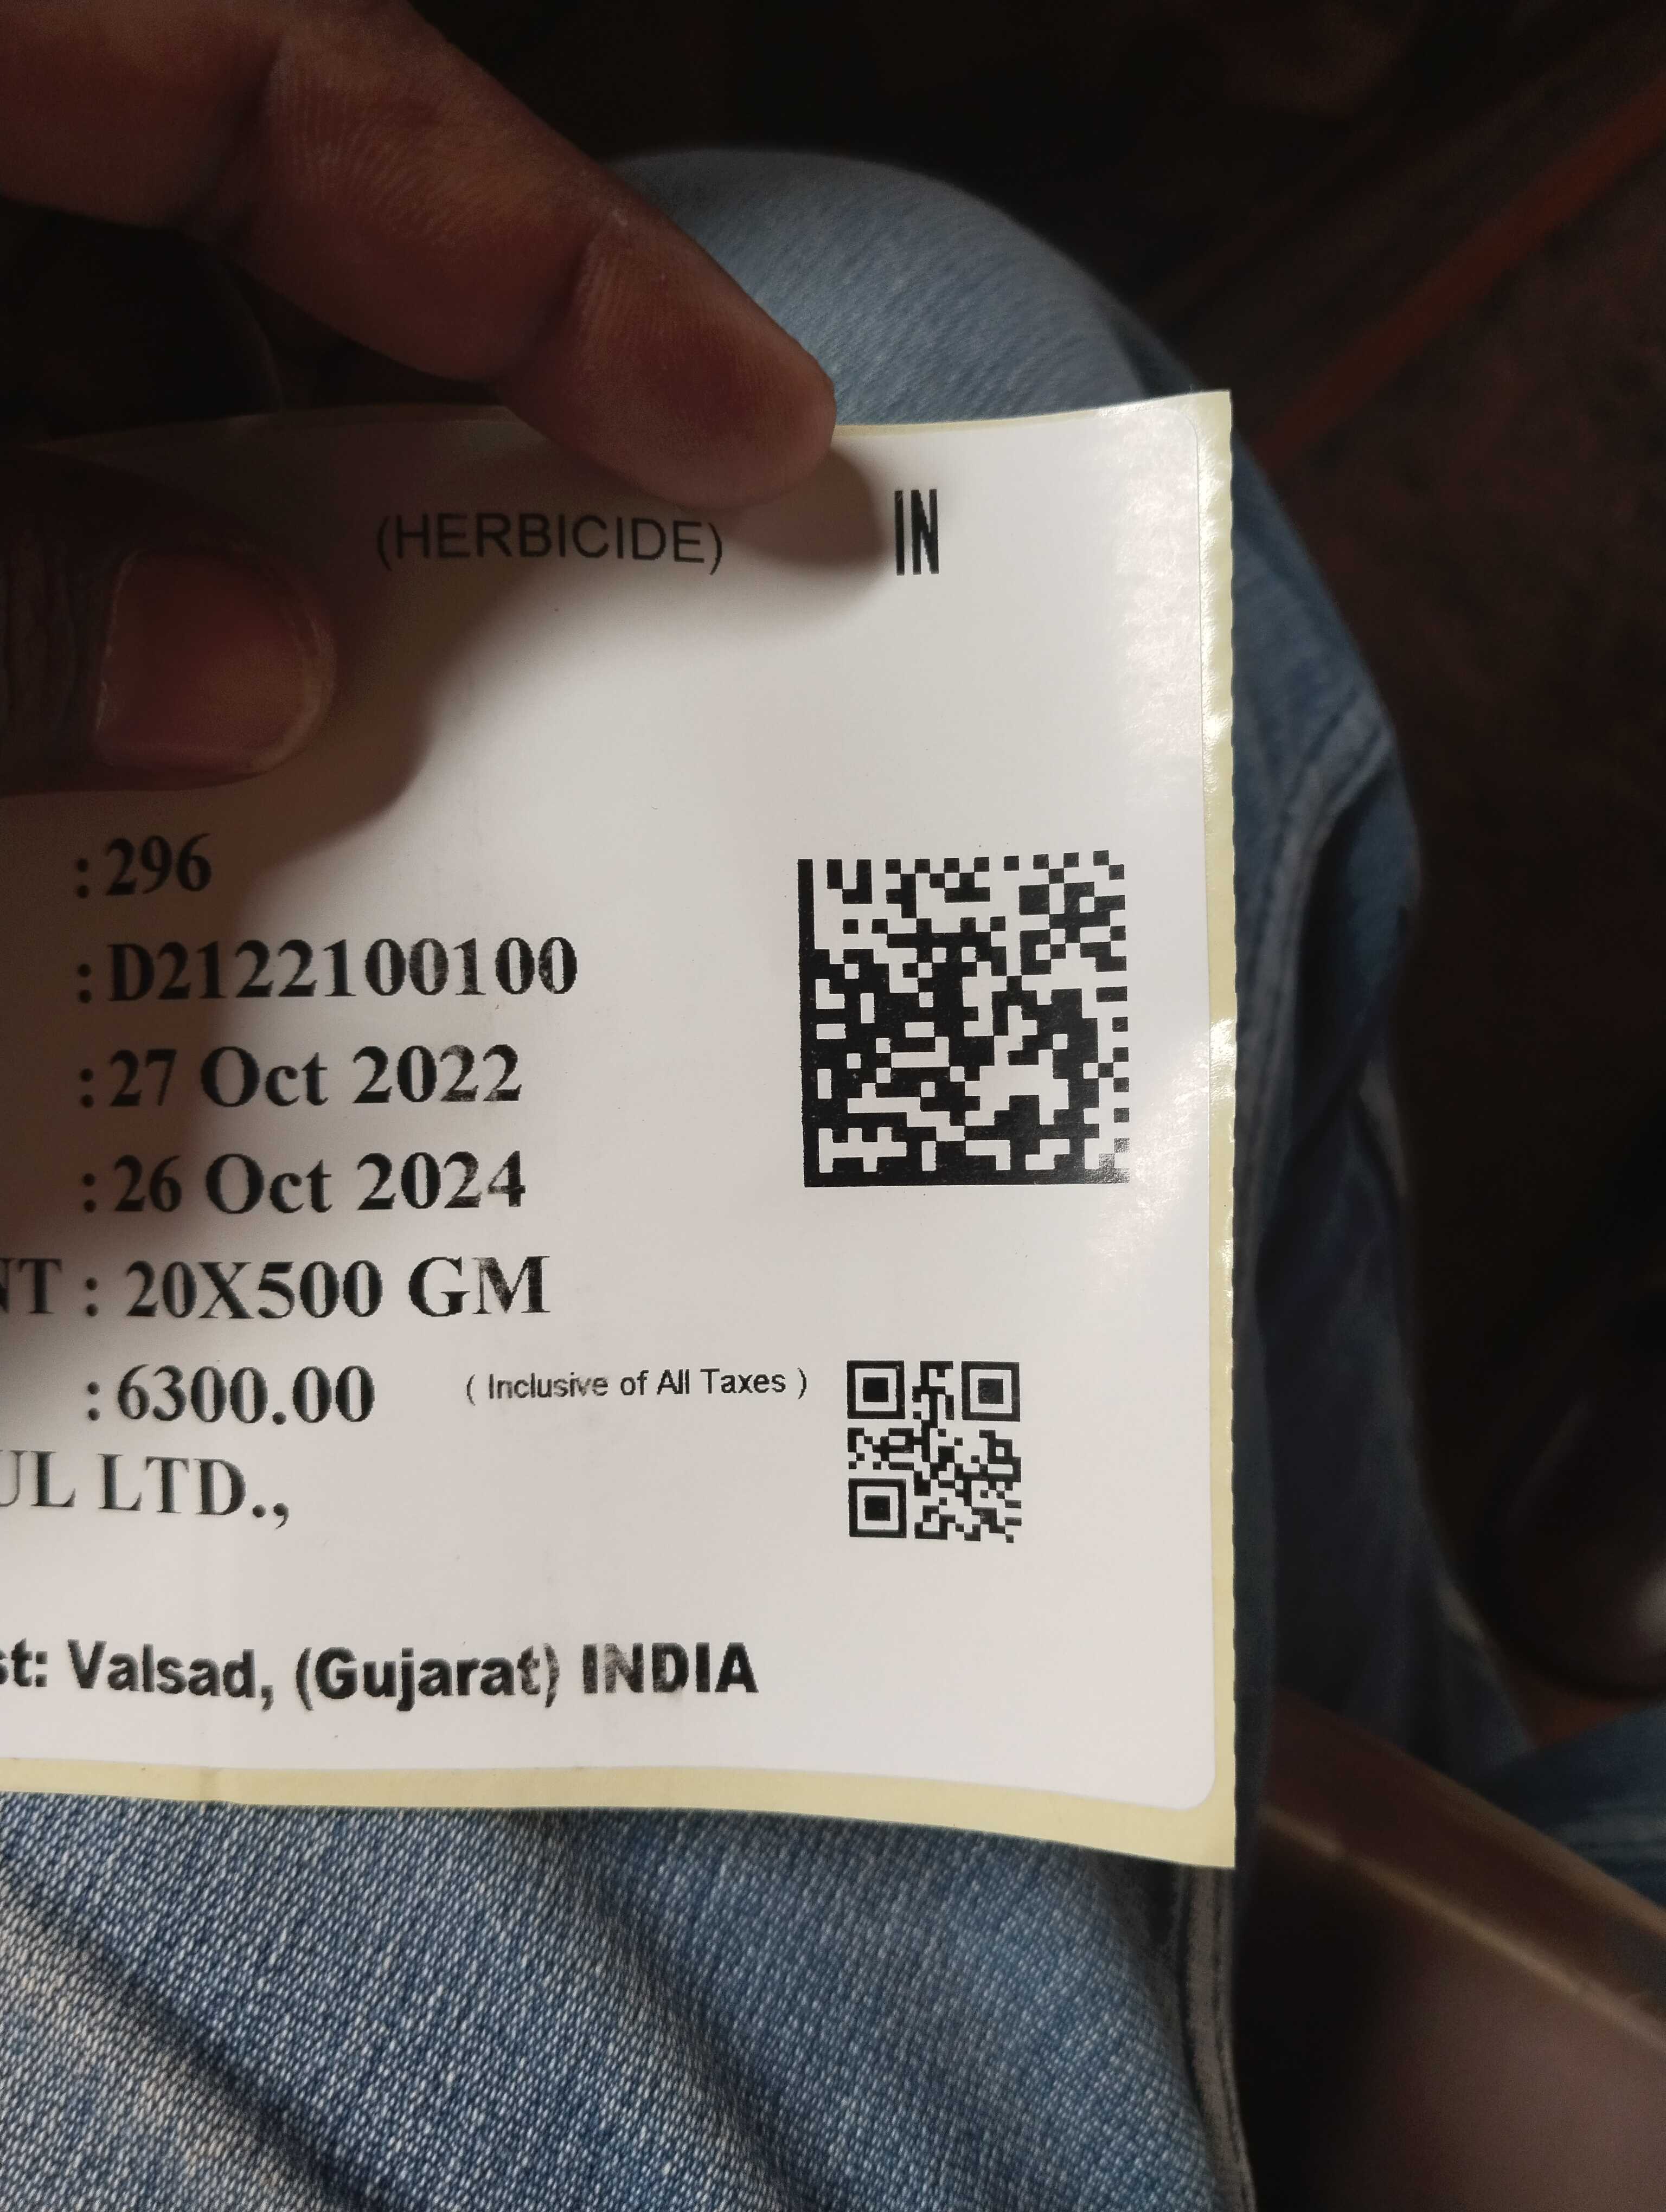 (HERBICIDE) IN
:296
:D2122100100
:27 Oct 2022
:26 Oct 2024
NT : 20X500 GM
:6300.00 ( Inclusive of All Taxes )
UL LTD.,
st: Valsad, (Gujarat) INDIA